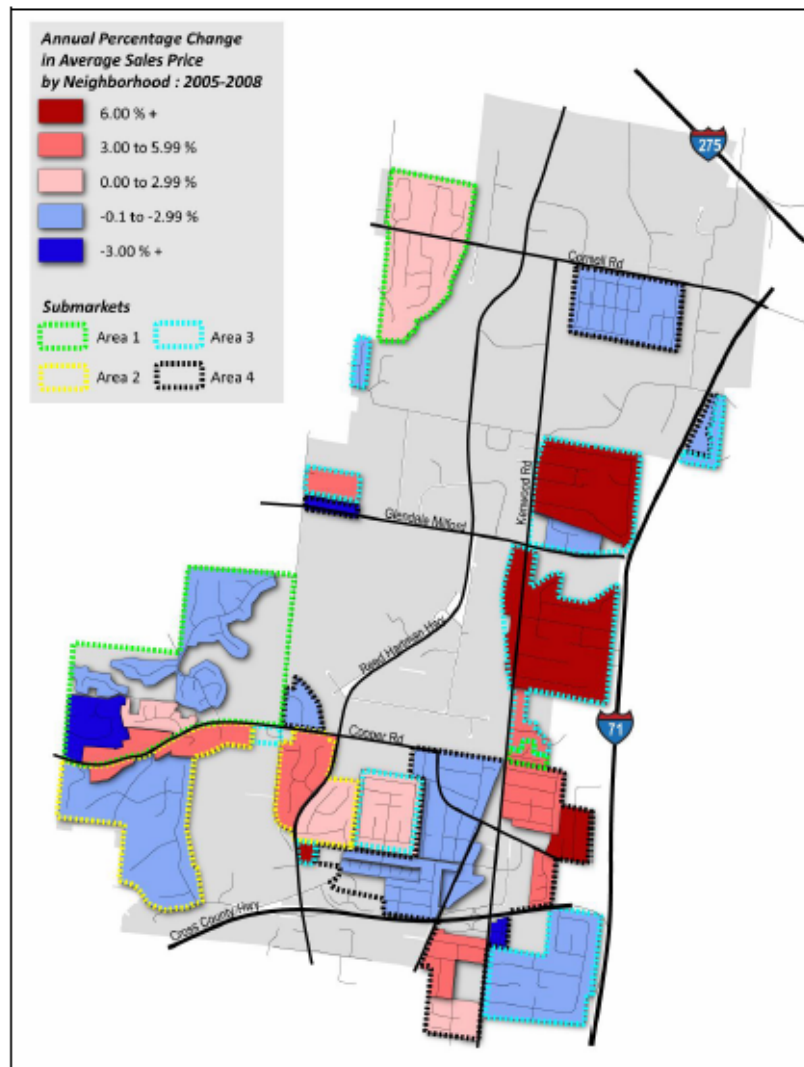 Annual Percentage Change
in Average Sales Price
by Neighborhood : 2005-2008
6.00 % +
3.00 to 5.99 %
0.00 to 2.99 %
-0.1 to -2.99 %
-3.00 % +
Submarkets
Area 1
Area 3
Area 2
Area 4
275
Cornell Rd
Kenwood Rd
Glendale Milford
Reed Hartman Hwy
71
Cooper Rd
Cross County Hwy